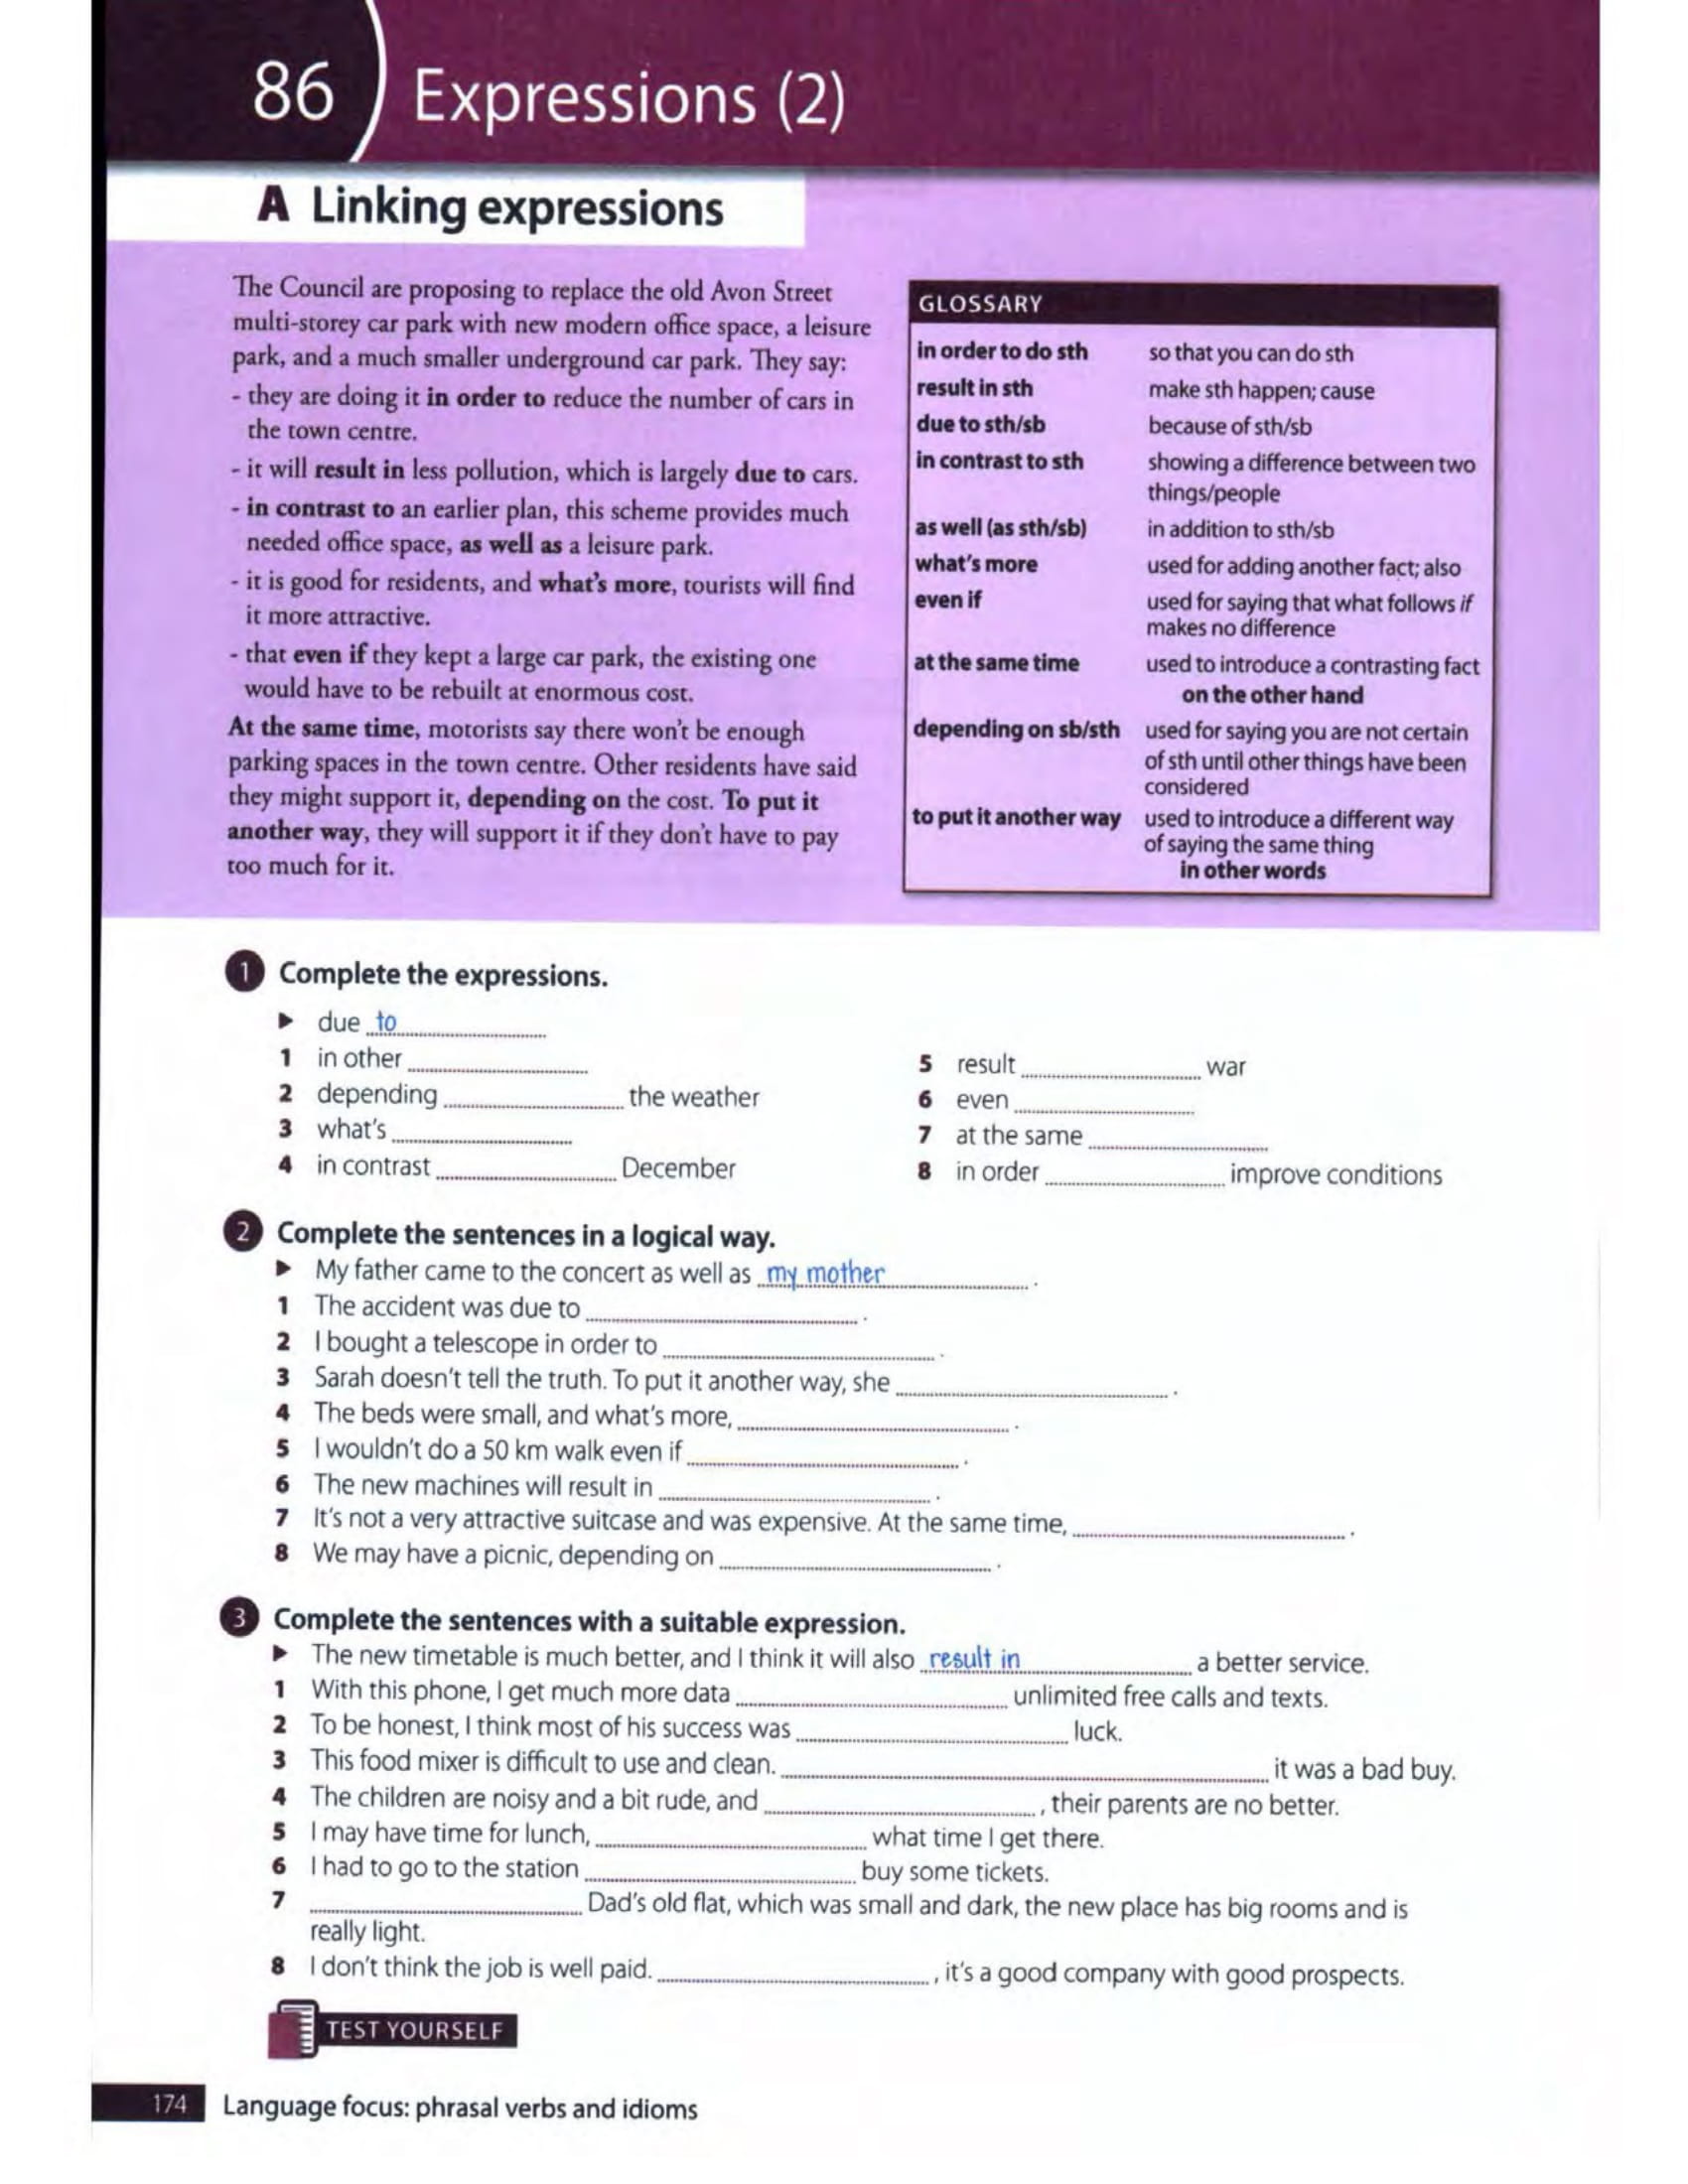 86 Expressions (2)
A Linking expressions
The Council are proposing to replace the old Avon Street
multi-storey car park with new modern office space, a leisure
park, and a much smaller underground car park. They say:
- they are doing it in order to reduce the number of cars in
the town centre.
- it will result in less pollution, which is largely due to cars.
- in contrast to an earlier plan, this scheme provides much
needed office space, as well as a leisure park.
- it is good for residents, and what's more, tourists will find
it more attractive.
- that even if they kept a large car park, the existing one
would have to be rebuilt at enormous cost.
At the same time, motorists say there won't be enough
parking spaces in the town centre. Other residents have said
they might support it, depending on the cost. To put it
another way, they will support it if they don't have to pay
too much for it.
GLOSSARY
in order to do sth so that you can do sth
result in sth make sth happen; cause
due to sth/sb because of sth/sb
in contrast to sth showing a difference between two
things/people
as well (as sth/sb) in addition to sth/sb
what's more used for adding another fact; also
even if used for saying that what follows if
makes no difference
at the same time used to introduce a contrasting fact
on the other hand
depending on sb/sth used for saying you are not certain
of sth until other things have been
considered
to put it another way used to introduce a different way
of saying the same thing
in other words
1 Complete the expressions.
▶ due to
1 in other
2 depending the weather
3 what's
4 in contrast December
5 result war
6 even
7 at the same
8 in order improve conditions
2 Complete the sentences in a logical way.
▶ My father came to the concert as well as my mother .
1 The accident was due to .
2 I bought a telescope in order to .
3 Sarah doesn't tell the truth. To put it another way, she .
4 The beds were small, and what's more, .
5 I wouldn't do a 50 km walk even if .
6 The new machines will result in .
7 It's not a very attractive suitcase and was expensive. At the same time, .
8 We may have a picnic, depending on .
3 Complete the sentences with a suitable expression.
▶ The new timetable is much better, and I think it will also result in a better service.
1 With this phone, I get much more data unlimited free calls and texts.
2 To be honest, I think most of his success was luck.
3 This food mixer is difficult to use and clean. it was a bad buy.
4 The children are noisy and a bit rude, and , their parents are no better.
5 I may have time for lunch, what time I get there.
6 I had to go to the station buy some tickets.
7 Dad's old flat, which was small and dark, the new place has big rooms and is
really light.
8 I don't think the job is well paid. , it's a good company with good prospects.
TEST YOURSELF
174 Language focus: phrasal verbs and idioms